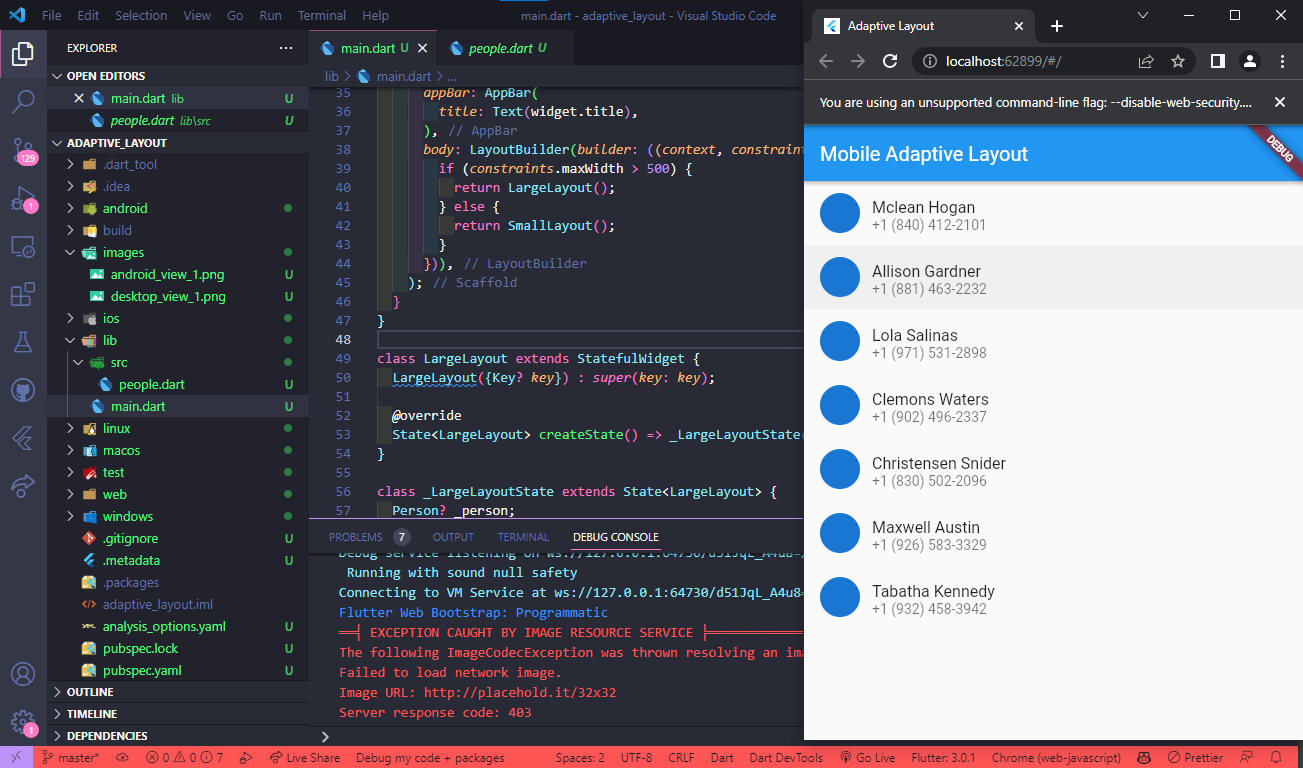 File Edit Selection View Go Run Terminal Help
main.dart - adaptive_layout - Visual Studio Code
EXPLORER
OPEN EDITORS
main.dart lib U
people.dart lib\src U
ADAPTIVE_LAYOUT
.dart_tool
.idea
android
build
images
android_view_1.png U
desktop_view_1.png U
ios
lib
src
people.dart U
main.dart U
linux
macos
test
web
windows
.gitignore U
.metadata U
.packages
adaptive_layout.iml
analysis_options.yaml U
pubspec.lock U
pubspec.yaml U
OUTLINE
TIMELINE
DEPENDENCIES
129
1
1
main.dart U
people.dart U
lib > main.dart > ...
35 appBar: AppBar(
36 title: Text(widget.title),
37 ), // AppBar
38 body: LayoutBuilder(builder: ((context, constraint
39 if (constraints.maxWidth > 500) {
40 return LargeLayout();
41 } else {
42 return SmallLayout();
43 }
44 })), // LayoutBuilder
45 ); // Scaffold
46 }
47 }
48
49 class LargeLayout extends StatefulWidget {
50 LargeLayout({Key? key}) : super(key: key);
51
52 @override
53 State<LargeLayout> createState() => _LargeLayoutState(
54 }
55
56 class _LargeLayoutState extends State<LargeLayout> {
57 Person? _person;
PROBLEMS 7 OUTPUT TERMINAL DEBUG CONSOLE
Debug service listening on ws://127.0.0.1:64730/d51JqL_A4u8=/
Running with sound null safety
Connecting to VM Service at ws://127.0.0.1:64730/d51JqL_A4u8=
Flutter Web Bootstrap: Programmatic
══╡ EXCEPTION CAUGHT BY IMAGE RESOURCE SERVICE ╞══════════
The following ImageCodecException was thrown resolving an ima
Failed to load network image.
Image URL: http://placehold.it/32x32
Server response code: 403
>
master* 0 0 7 Live Share Debug my code + packages Spaces: 2 UTF-8 CRLF Dart Dart DevTools Go Live Flutter: 3.0.1 Chrome (web-javascript) Prettier
Adaptive Layout
localhost:62899/#/
You are using an unsupported command-line flag: --disable-web-security....
Mobile Adaptive Layout
DEBUG
Mclean Hogan
+1 (840) 412-2101
Allison Gardner
+1 (881) 463-2232
Lola Salinas
+1 (971) 531-2898
Clemons Waters
+1 (902) 496-2337
Christensen Snider
+1 (830) 502-2096
Maxwell Austin
+1 (926) 583-3329
Tabatha Kennedy
+1 (932) 458-3942